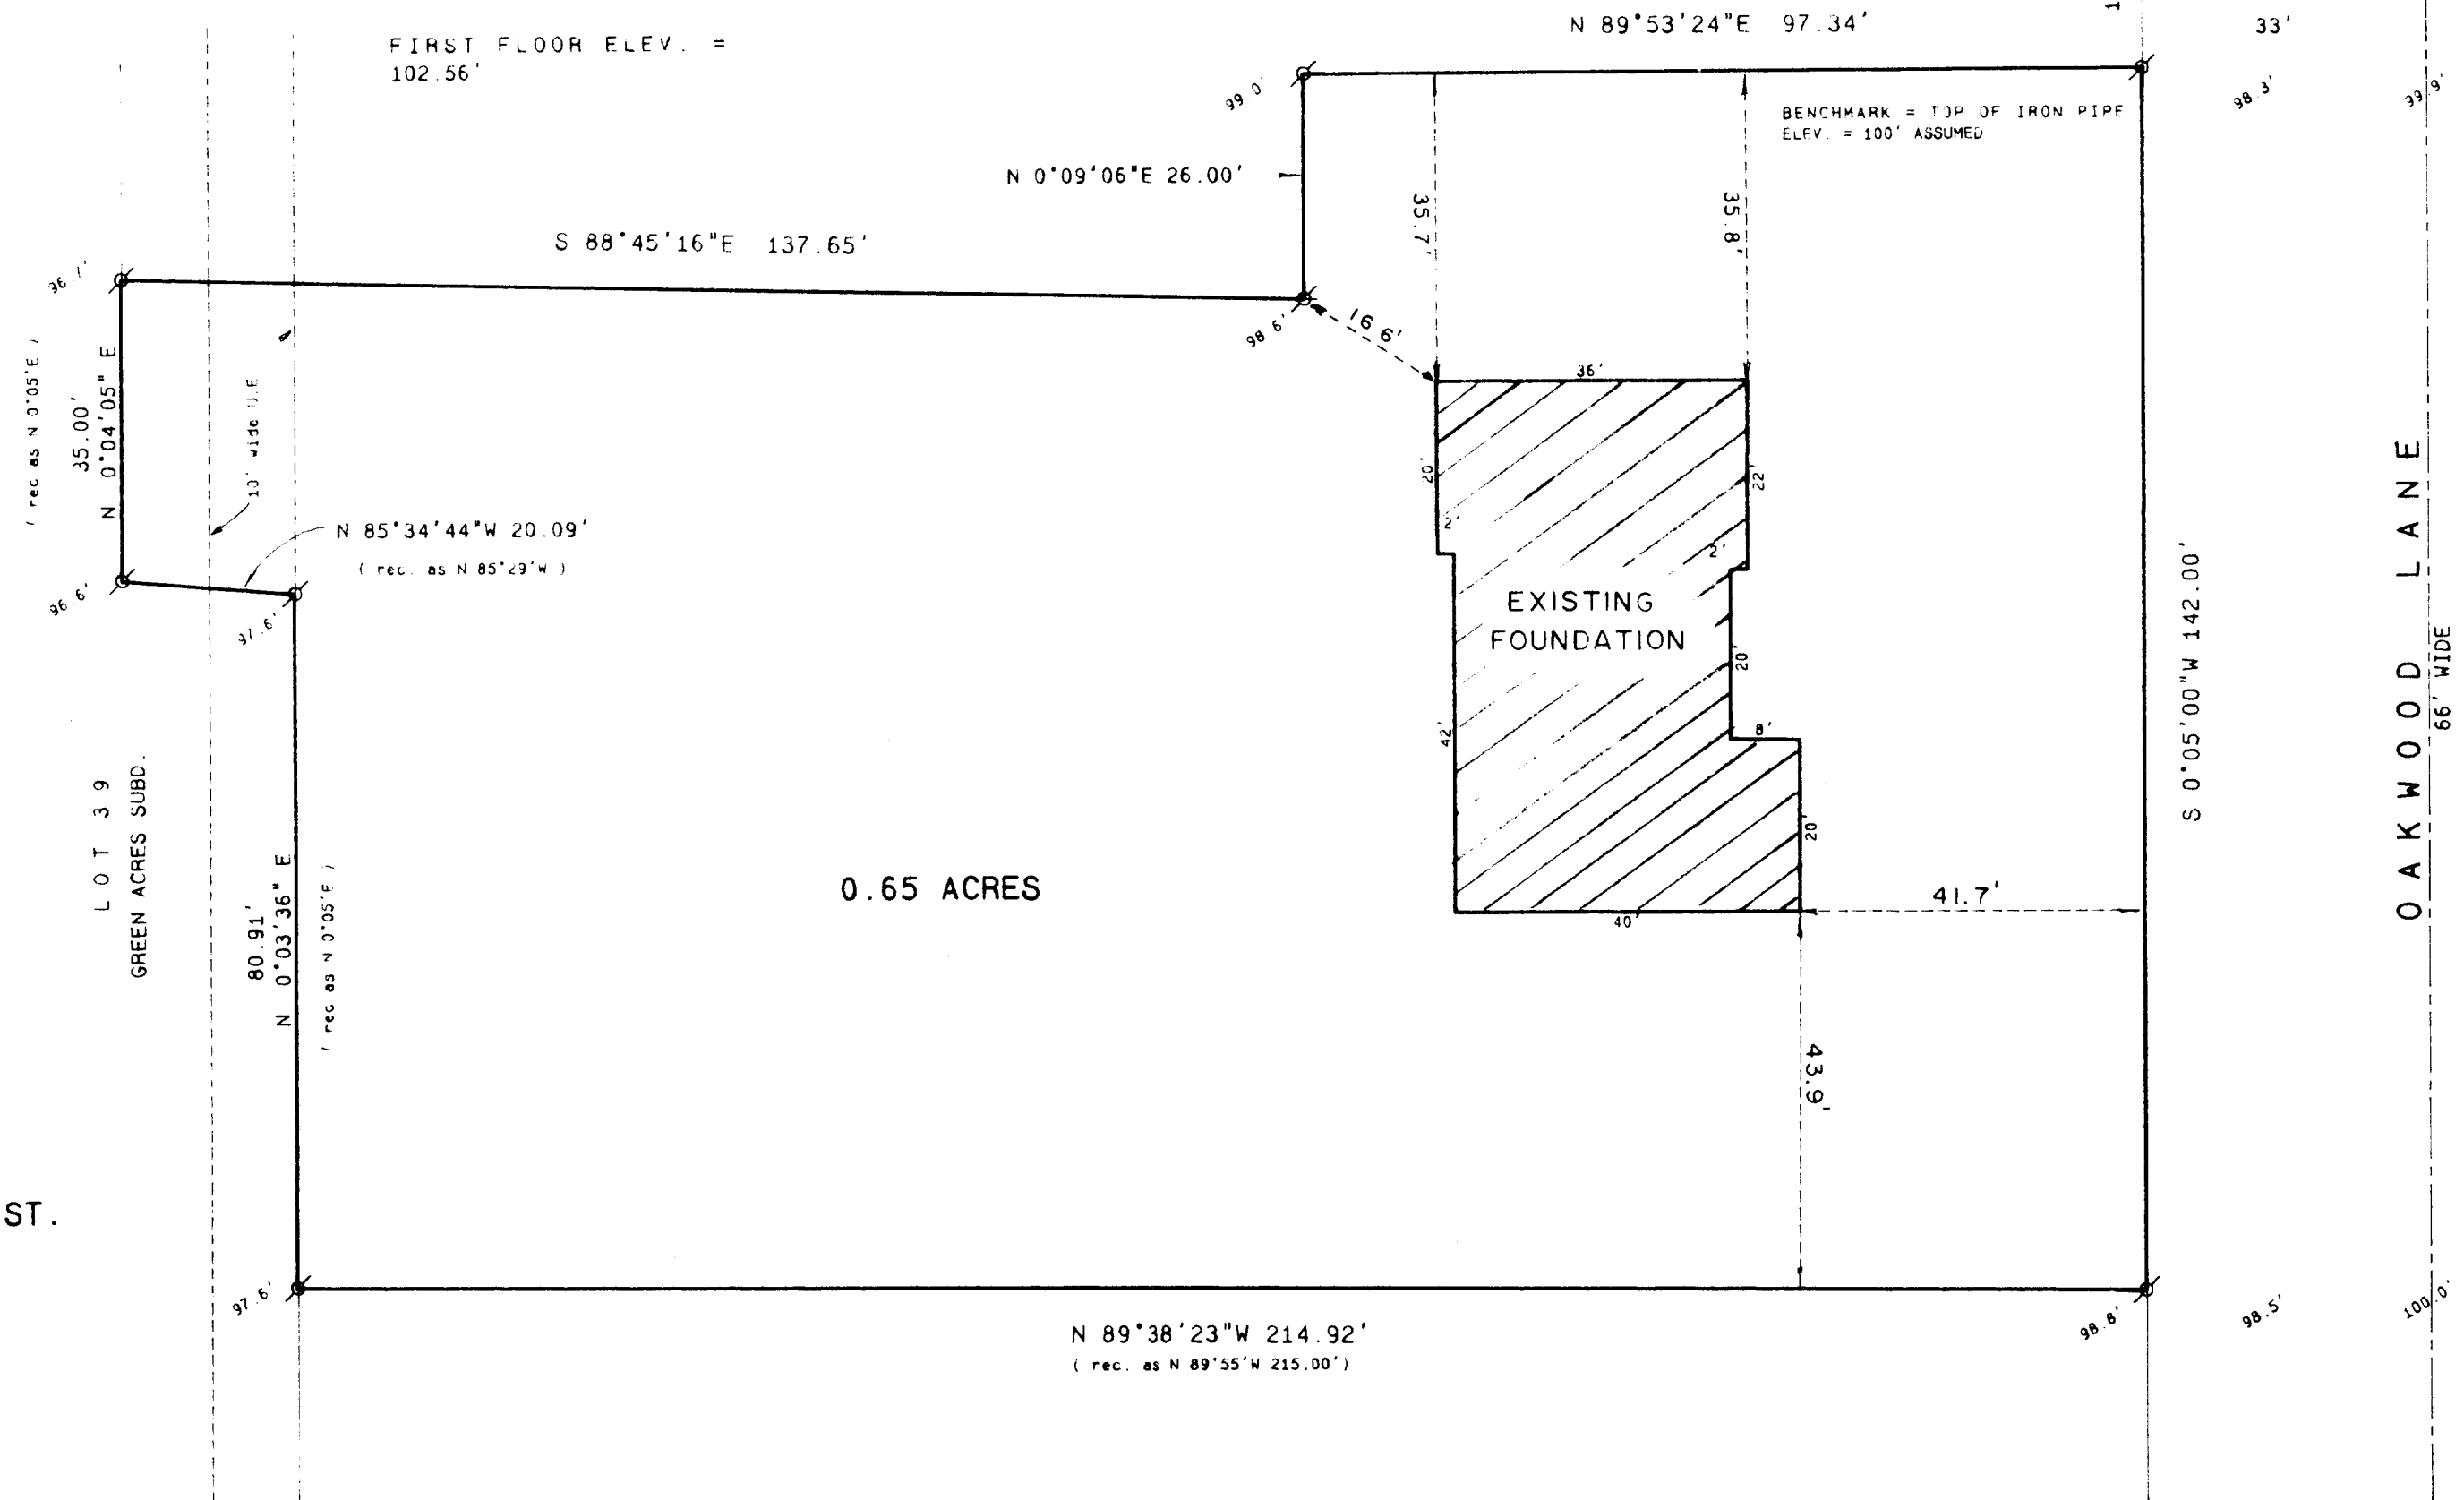 N 89°53'24"E 97.34'
33'
FIRST FLOOR ELEV. =
102.56'
99.0'
98.3'
99.9'
BENCHMARK = TOP OF IRON PIPE
ELEV. = 100' ASSUMED
N 0°09'06"E 26.00'
35.7'
35.8'
S 88°45'16"E 137.65'
96.1'
98.6'
16.6'
36'
( rec as N 0°05'E )
35.00'
N 0°04'05" E
10' wide U.E.
20'
22'
2'
2'
N 85°34'44"W 20.09'
( rec. as N 85°29'W )
96.6'
97.6'
EXISTING
FOUNDATION
20'
42'
8'
20'
40'
41.7'
43.9'
S 0°05'00"W 142.00'
OAKWOOD LANE
66' WIDE
LOT 39
GREEN ACRES SUBD.
80.91'
N 0°03'36" E
( rec as N 0°05'E )
0.65 ACRES
ST.
97.6'
98.8'
98.5'
100.0'
N 89°38'23"W 214.92'
( rec. as N 89°55'W 215.00')